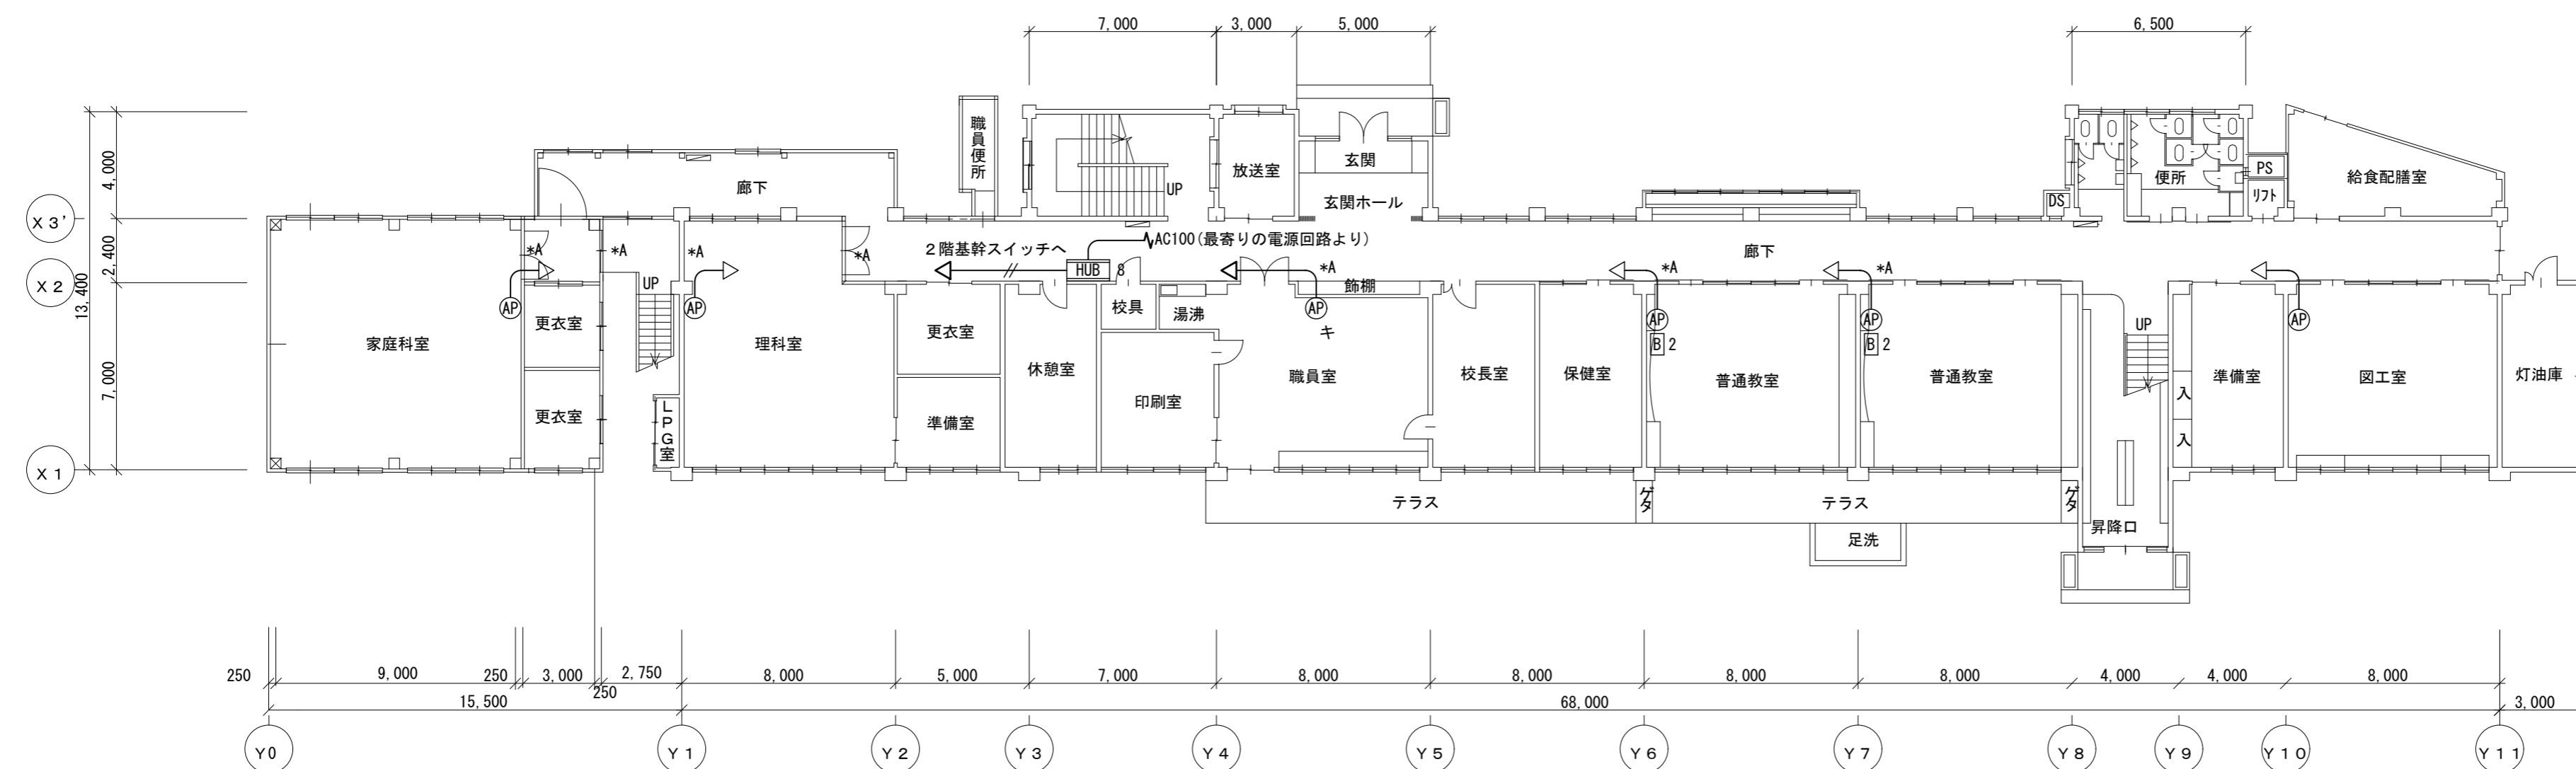 7,000
3,000
5,000
6,500
4,000
2,400
13,400
7,000
X3'
X2
X1
職員便所
廊下
UP
放送室
玄関
玄関ホール
DS
便所
PS
リフト
給食配膳室
*A
*A
*A
*A
2階基幹スイッチへ
AC100(最寄りの電源回路より)
HUB
8
*A
飾棚
廊下
*A
*A
AP
UP
AP
校具
湯沸
AP
キ
AP
B 2
AP
B 2
UP
AP
家庭科室
更衣室
理科室
更衣室
休憩室
印刷室
職員室
校長室
保健室
普通教室
普通教室
入
入
準備室
図工室
灯油庫
更衣室
LPG室
準備室
テラス
ゲタ
テラス
ゲタ
昇降口
足洗
250
9,000
250
3,000
250
2,750
8,000
5,000
7,000
8,000
8,000
8,000
8,000
4,000
4,000
8,000
15,500
68,000
3,000
Y0
Y1
Y2
Y3
Y4
Y5
Y6
Y7
Y8
Y9
Y10
Y11